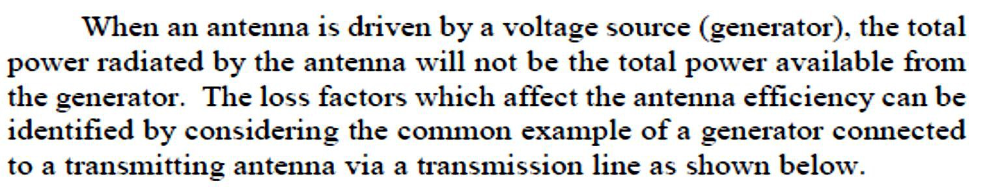 When an antenna is driven by a voltage source (generator), the total
power radiated by the antenna will not be the total power available from
the generator.  The loss factors which affect the antenna efficiency can be
identified by considering the common example of a generator connected
to a transmitting antenna via a transmission line as shown below.